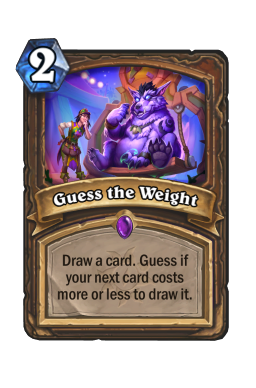 2
Guess the Weight
Draw a card. Guess if
your next card costs
more or less to draw it.